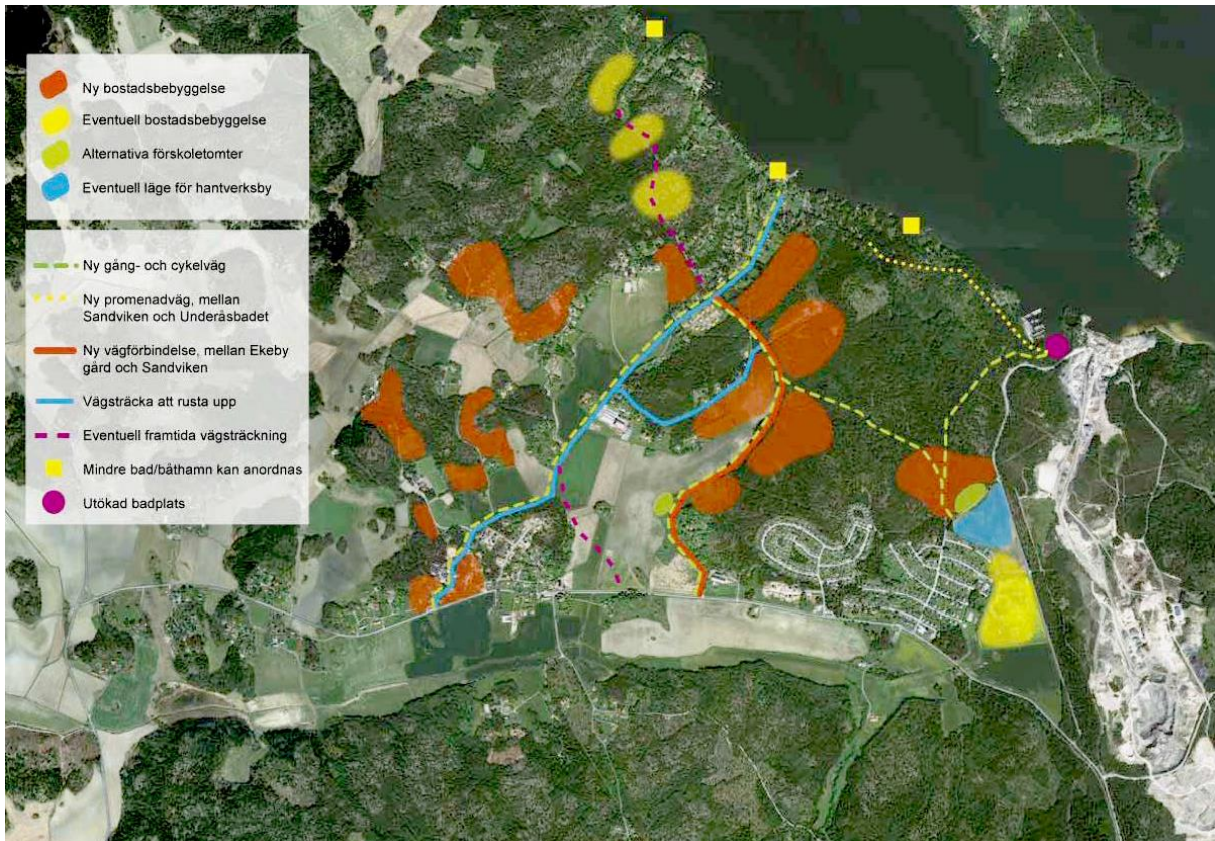 Ny bostadsbebyggelse
Eventuell bostadsbebyggelse
Alternativa förskoletomter
Eventuell läge för hantverksby
Ny gång- och cykelväg
Ny promenadväg, mellan
Sandviken och Underåsbadet
Ny vägförbindelse, mellan Ekeby
gård och Sandviken
Vägsträcka att rusta upp
Eventuell framtida vägsträckning
Mindre bad/båthamn kan anordnas
Utökad badplats